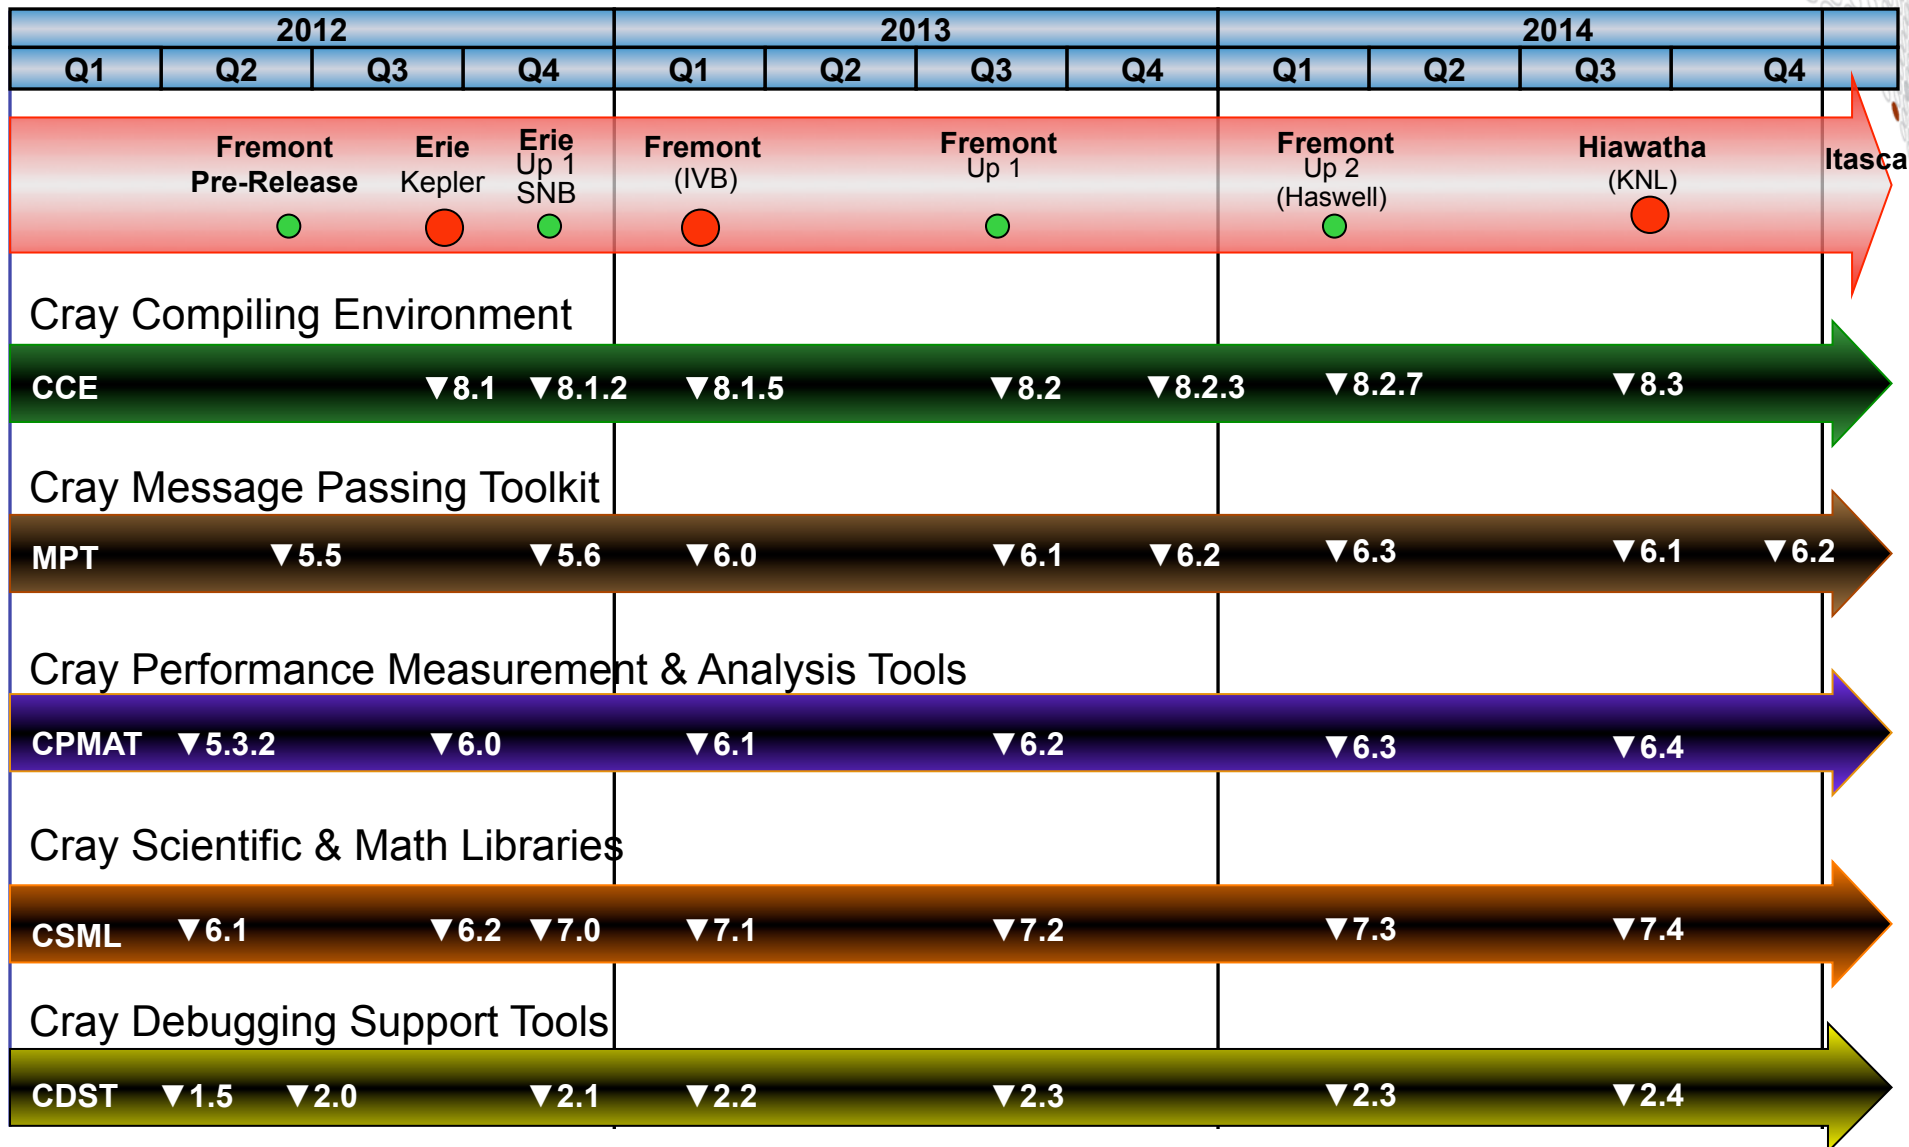 2012 2013 2014
Q1 Q2 Q3 Q4 Q1 Q2 Q3 Q4 Q1 Q2 Q3 Q4
Fremont
Pre-Release
Erie
Kepler
Erie
Up 1
SNB
Fremont
(IVB)
Fremont
Up 1
Fremont
Up 2
(Haswell)
Hiawatha
(KNL)
Itasca
Cray Compiling Environment
CCE ▼8.1 ▼8.1.2 ▼8.1.5 ▼8.2 ▼8.2.3 ▼8.2.7 ▼8.3
Cray Message Passing Toolkit
MPT ▼5.5 ▼5.6 ▼6.0 ▼6.1 ▼6.2 ▼6.3 ▼6.1 ▼6.2
Cray Performance Measurement & Analysis Tools
CPMAT ▼5.3.2 ▼6.0 ▼6.1 ▼6.2 ▼6.3 ▼6.4
Cray Scientific & Math Libraries
CSML ▼6.1 ▼6.2 ▼7.0 ▼7.1 ▼7.2 ▼7.3 ▼7.4
Cray Debugging Support Tools
CDST ▼1.5 ▼2.0 ▼2.1 ▼2.2 ▼2.3 ▼2.3 ▼2.4